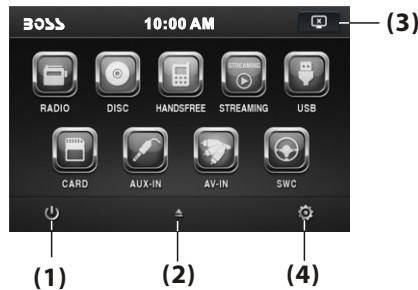 BOSS 10:00 AM (3)
STREAMING
RADIO DISC HANDSFREE STREAMING USB
CARD AUX-IN AV-IN SWC
(1) (2) (4)